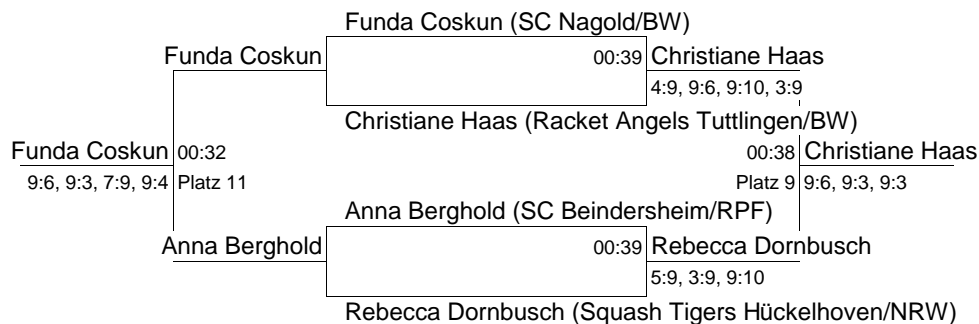 Funda Coskun (SC Nagold/BW)
Funda Coskun 00:39 Christiane Haas
4:9, 9:6, 9:10, 3:9
Christiane Haas (Racket Angels Tuttlingen/BW)
Funda Coskun 00:32 00:38 Christiane Haas
9:6, 9:3, 7:9, 9:4 Platz 11 Platz 9 9:6, 9:3, 9:3
Anna Berghold (SC Beindersheim/RPF)
Anna Berghold 00:39 Rebecca Dornbusch
5:9, 3:9, 9:10
Rebecca Dornbusch (Squash Tigers Hückelhoven/NRW)